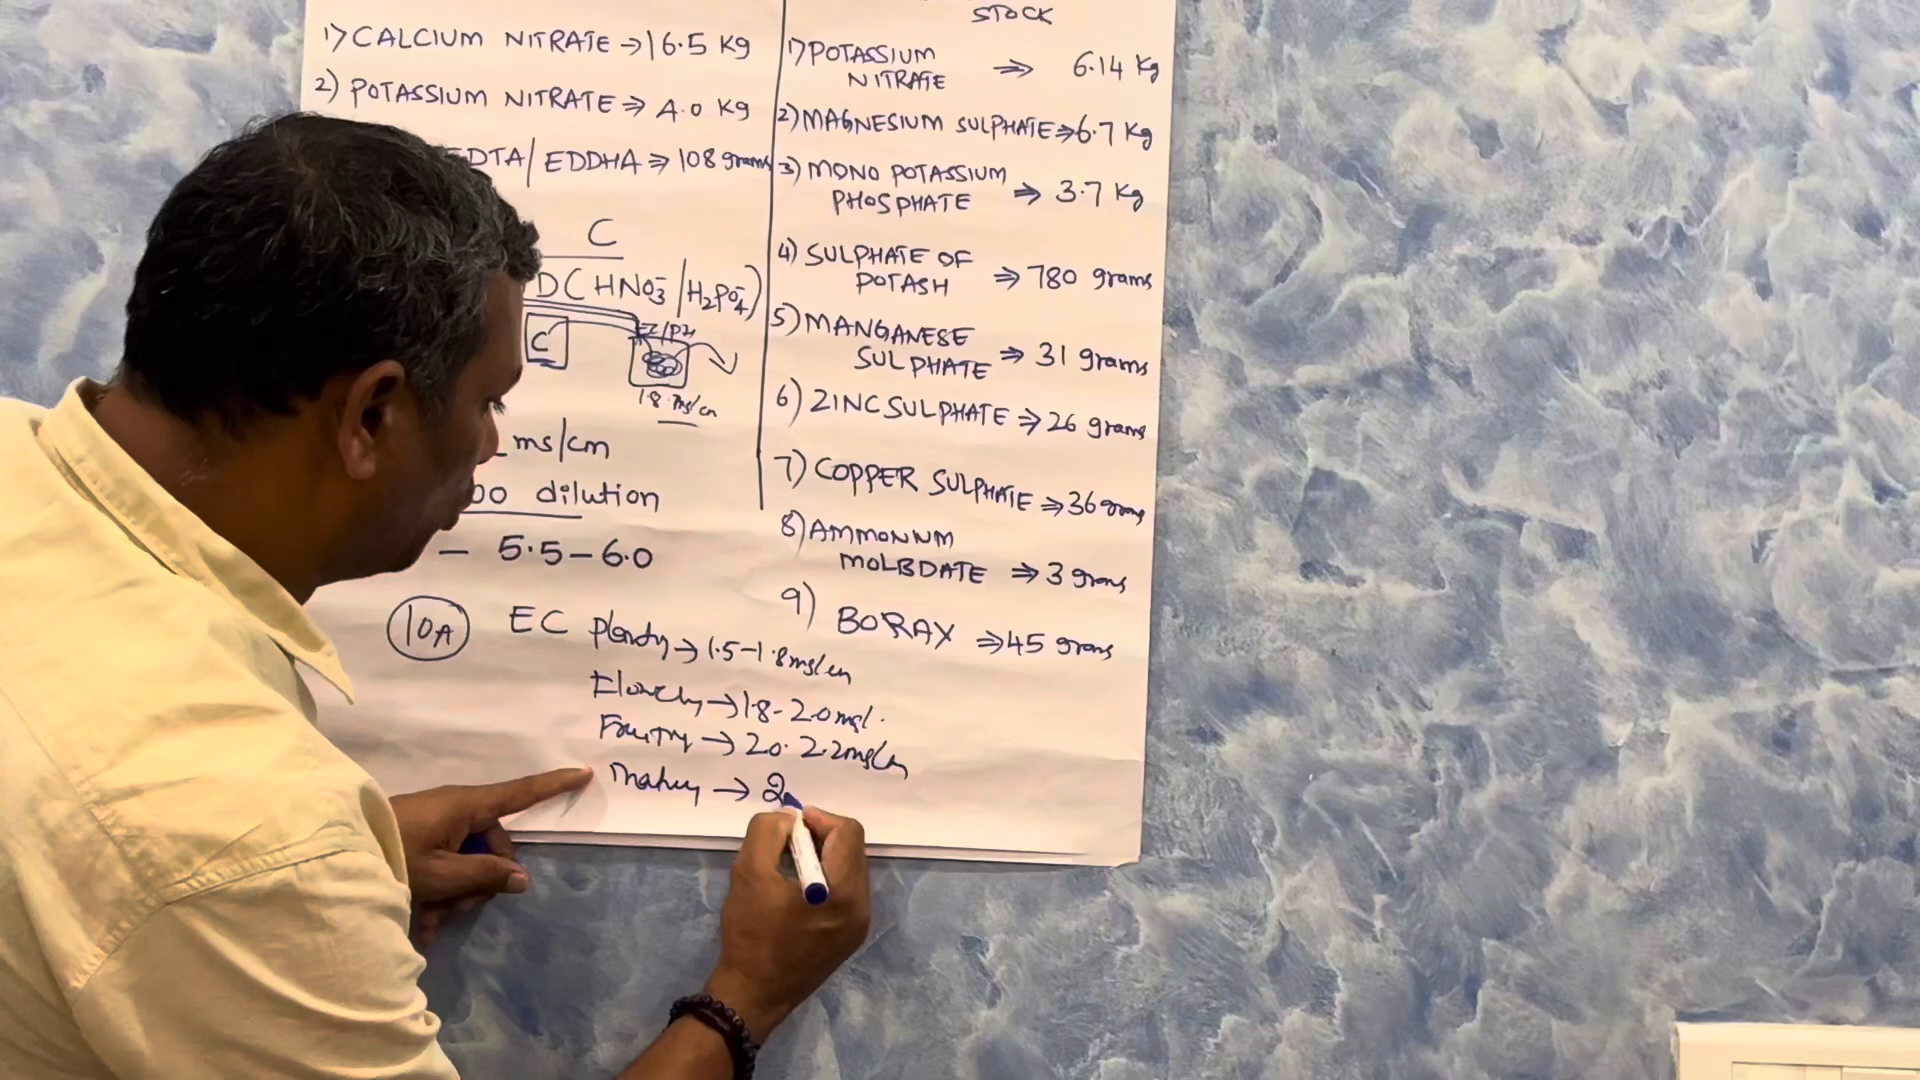 1) CALCIUM NITRATE → 16.5 Kg
2) POTASSIUM NITRATE ⇒ 4.0 Kg
EDTA/EDDHA ⇒ 108 grams
C
D (HNO₃⁻/H₂PO₄⁻)
C
EC/PH
1.8 ms/cm
ms/cm
00 dilution
- 5.5-6.0
10A
EC
→ 1.5-1.8 ms/cm
→ 1.8-2.0 ms/
→ 2.0. 2.2 ms/cm
→ 2
STOCK
1) POTASSIUM
NITRATE ⇒ 6.14 Kg
2) MAGNESIUM SULPHATE ⇒ 6.7 Kg
3) MONO POTASSIUM
PHOSPHATE ⇒ 3.7 Kg
4) SULPHATE OF
POTASH ⇒ 780 grams
5) MANGANESE
SULPHATE ⇒ 31 grams
6) ZINC SULPHATE ⇒ 26 grams
7) COPPER SULPHATE ⇒ 36 grams
8) AMMONIUM
MOLBDATE ⇒ 3 grams
9) BORAX ⇒ 45 grams